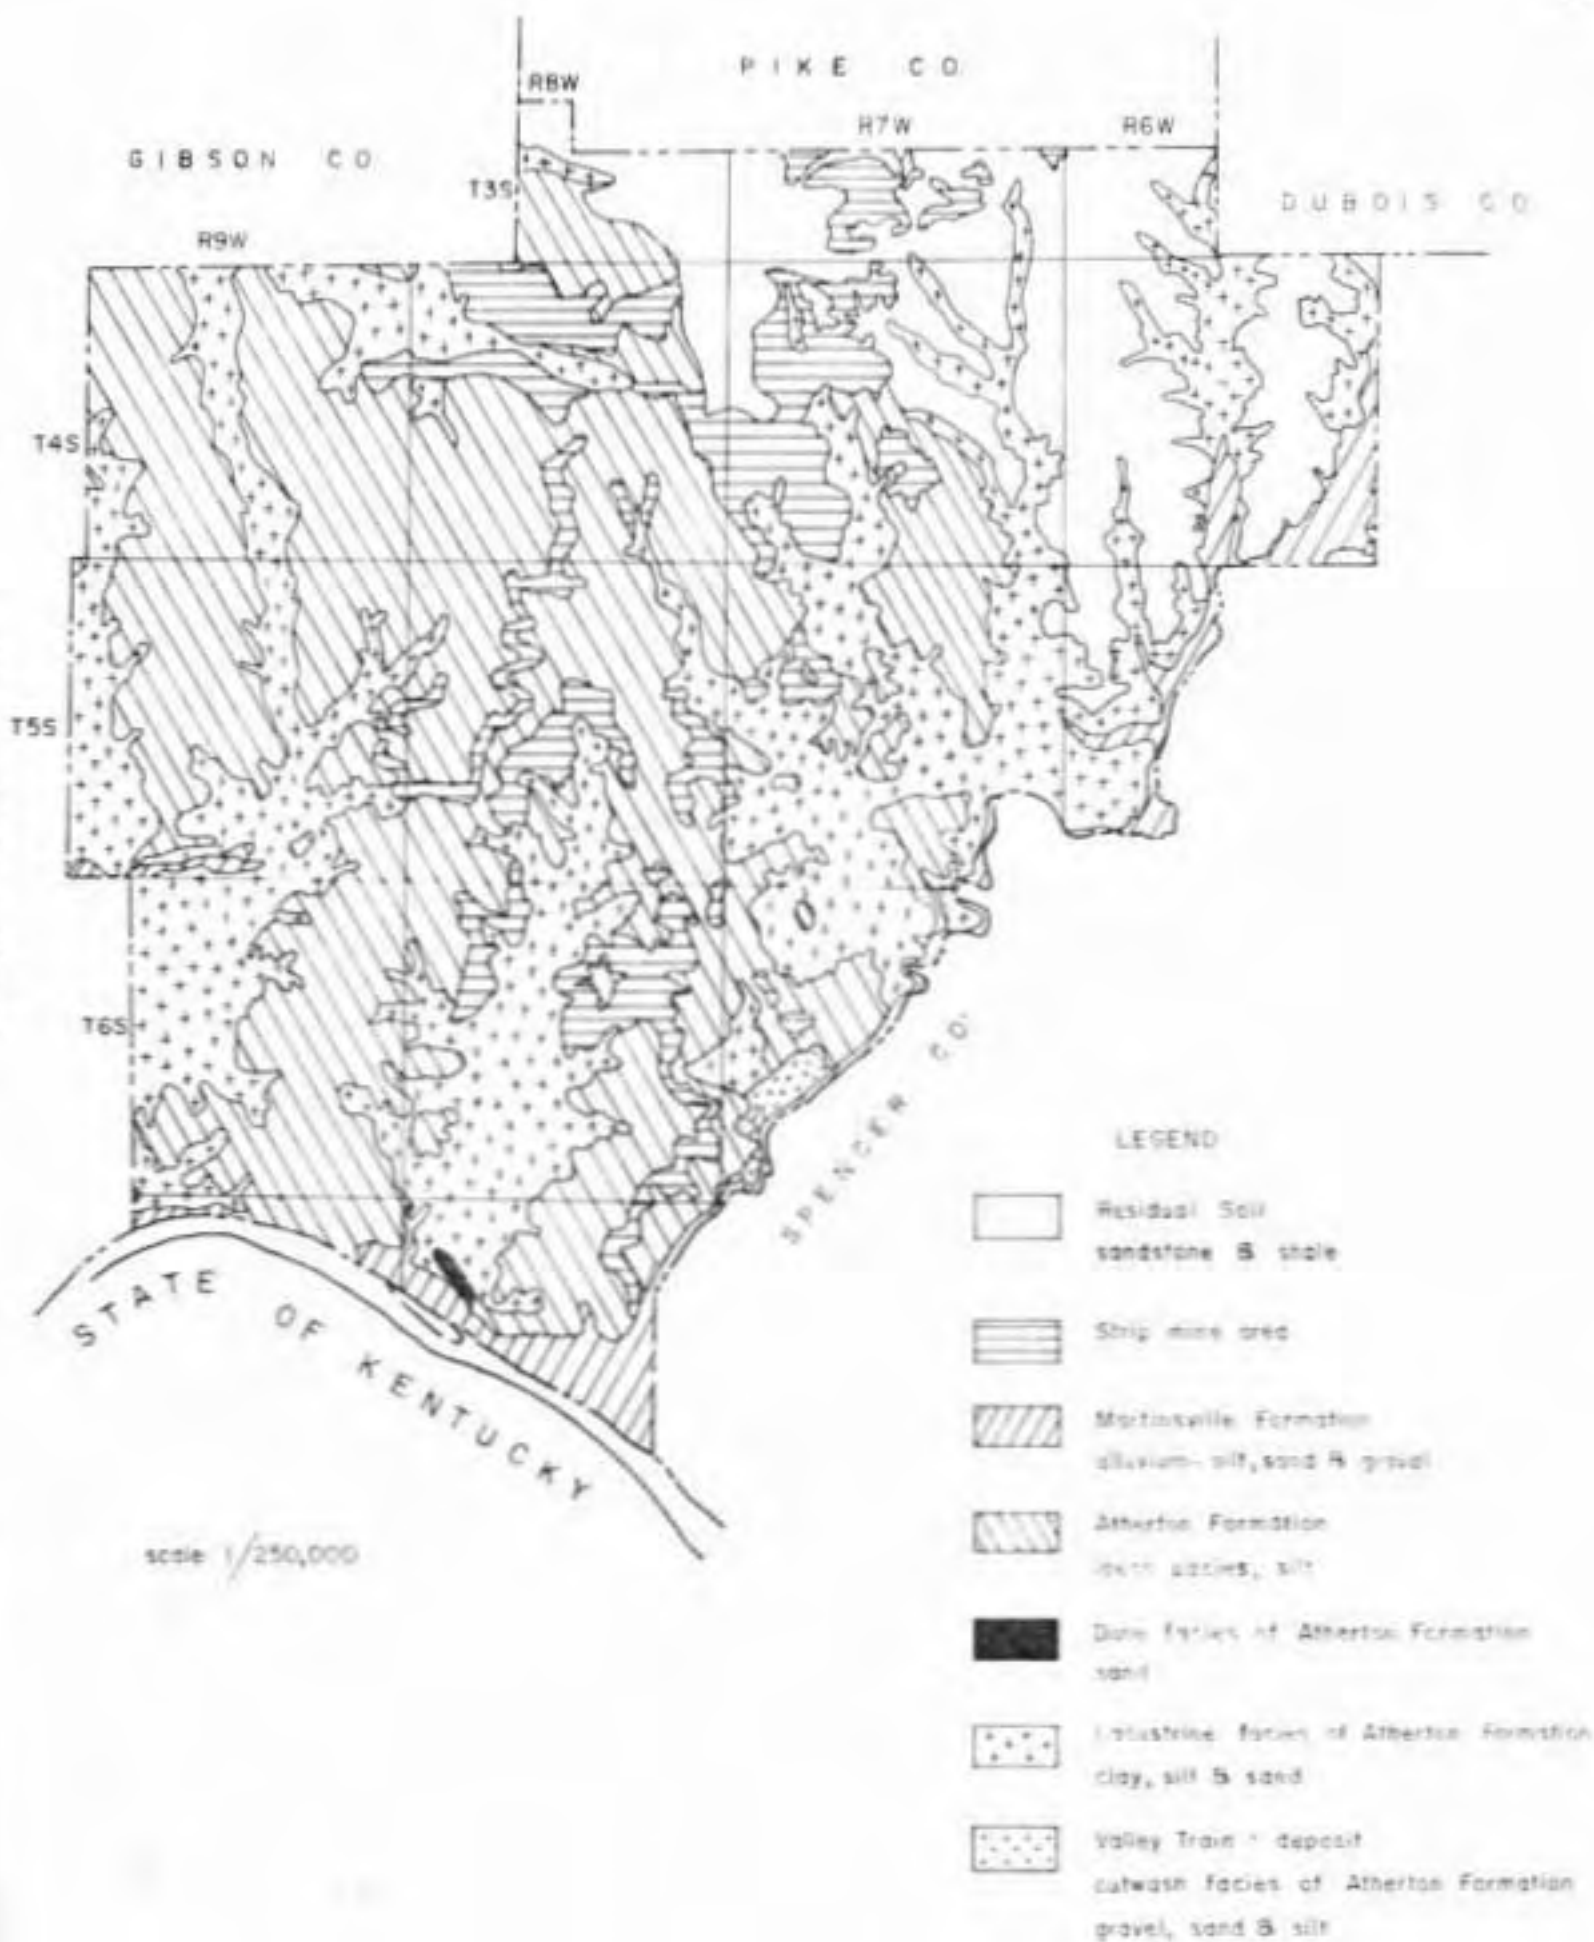 PIKE CO
R8W
R7W
R6W
GIBSON CO
T3S
DUBOIS CO
R9W
T4S
T5S
T6S
SPENCER CO
STATE OF KENTUCKY
scale 1/250,000
LEGEND
Residual Soil
sandstone & shale
Strip mine area
Martinsville Formation
alluvium- silt, sand & gravel
Atherton Formation
silt
Dune facies of Atherton Formation
sand
Lacustrine facies of Atherton Formation
clay, silt & sand
Valley Train - deposit
outwash facies of Atherton Formation
gravel, sand & silt